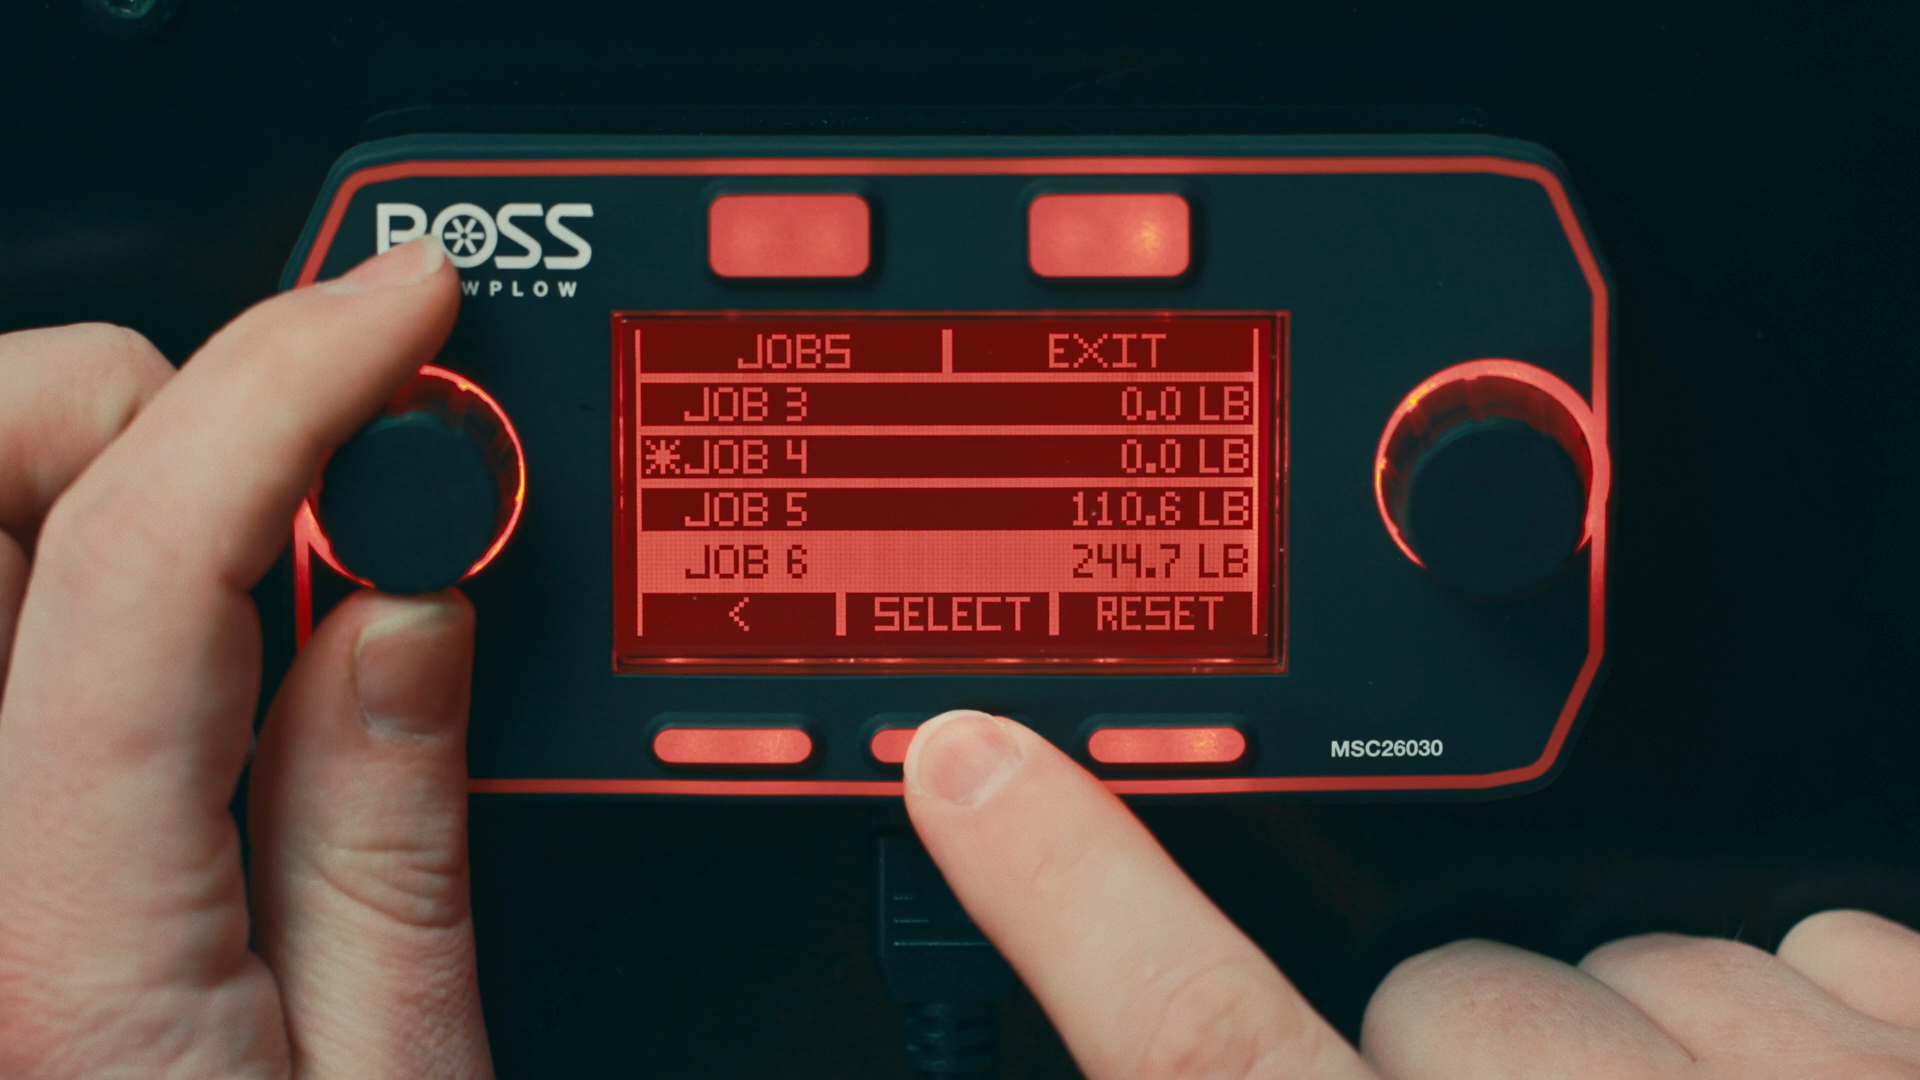 BOSS
WPLOW
JOBS EXIT
JOB 3 0.0 LB
*JOB 4 0.0 LB
JOB 5 110.6 LB
JOB 6 244.7 LB
< SELECT RESET
MSC26030